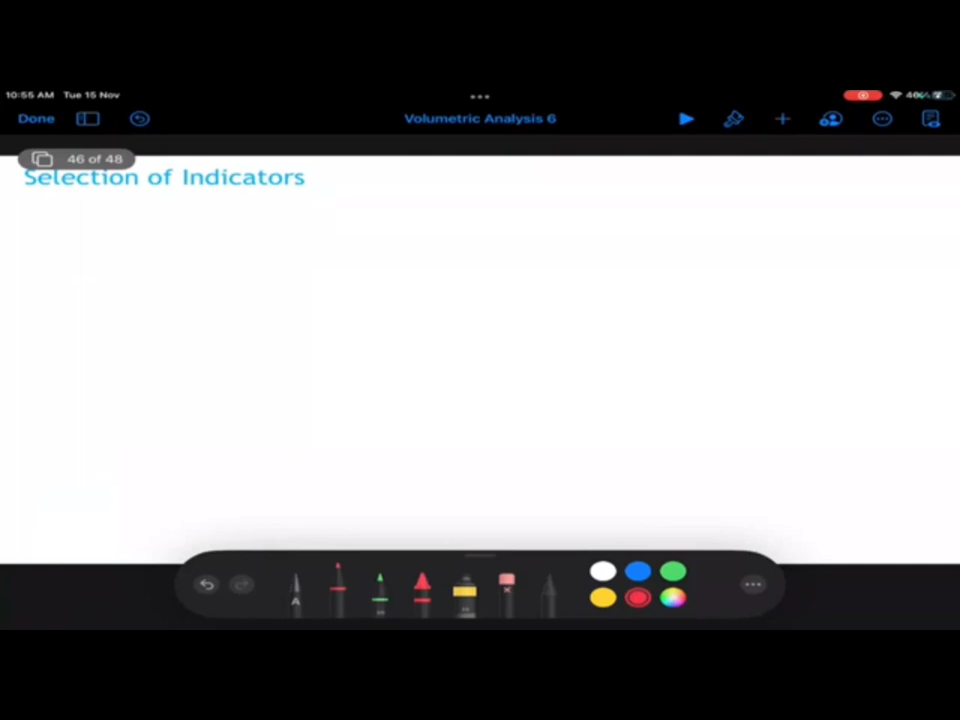 10:55 AM Tue 15 Nov
Done
Volumetric Analysis 6
46 of 48
Selection of Indicators
A